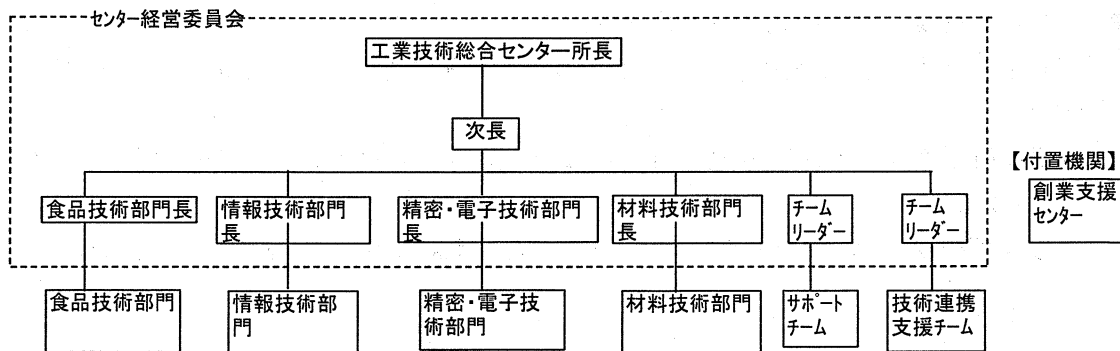 センター経営委員会
工業技術総合センター所長
次長
【付置機関】
創業支援
センター
食品技術部門長
情報技術部門
長
精密・電子技術部門
長
材料技術部門
長
チーム
リーダー
チーム
リーダー
食品技術部門
情報技術部
門
精密・電子技
術部門
材料技術部門
サポート
チーム
技術連携
支援チーム